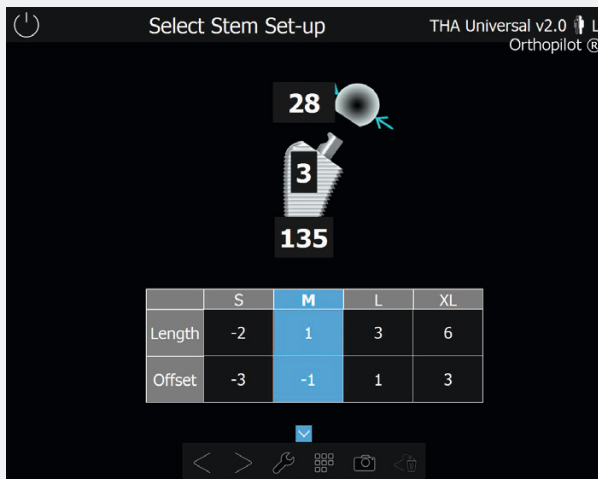 Select Stem Set-up
THA Universal v2.0 L
Orthopilot ®
28
3
135
S M L XL
Length -2 1 3 6
Offset -3 -1 1 3